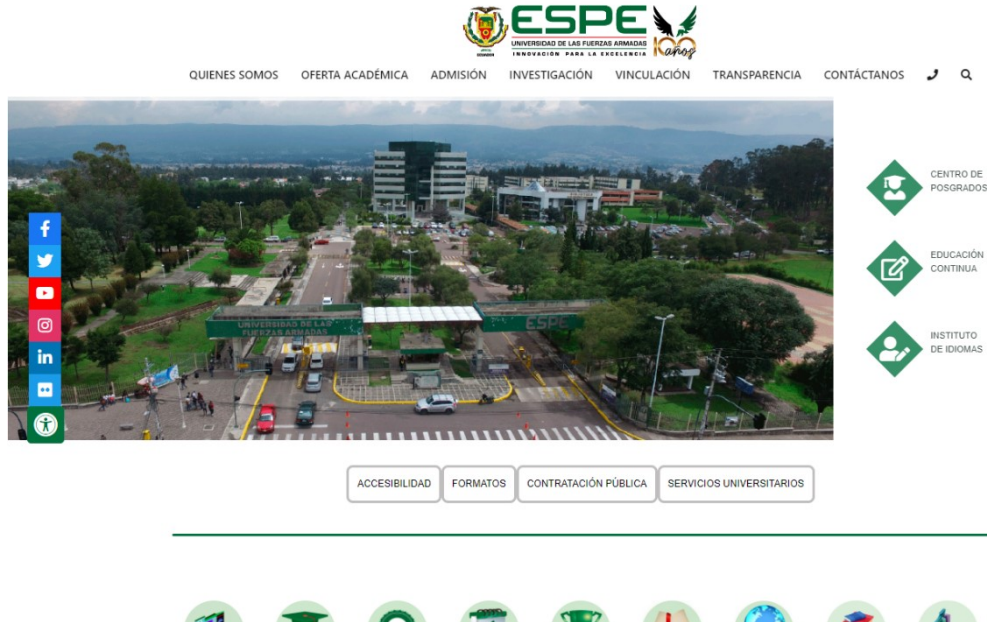 ESPE
UNIVERSIDAD DE LAS FUERZAS ARMADAS
INNOVACIÓN PARA LA EXCELENCIA
100 años
QUIENES SOMOS OFERTA ACADÉMICA ADMISIÓN INVESTIGACIÓN VINCULACIÓN TRANSPARENCIA CONTÁCTANOS
CENTRO DE
POSGRADOS
EDUCACIÓN
CONTINUA
INSTITUTO
DE IDIOMAS
UNIVERSIDAD DE LAS
FUERZAS ARMADAS
ESPE
ACCESIBILIDAD FORMATOS CONTRATACIÓN PÚBLICA SERVICIOS UNIVERSITARIOS